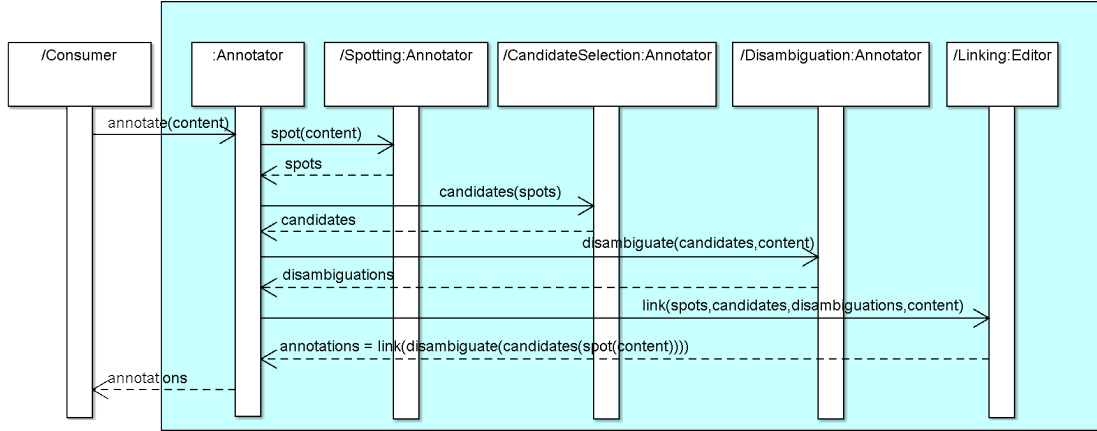 /Consumer
:Annotator
/Spotting:Annotator
/CandidateSelection:Annotator
/Disambiguation:Annotator
/Linking:Editor
annotate(content)
spot(content)
spots
candidates(spots)
candidates
disambiguate(candidates,content)
disambiguations
link(spots,candidates,disambiguations,content)
annotations = link(disambiguate(candidates(spot(content))))
annotations